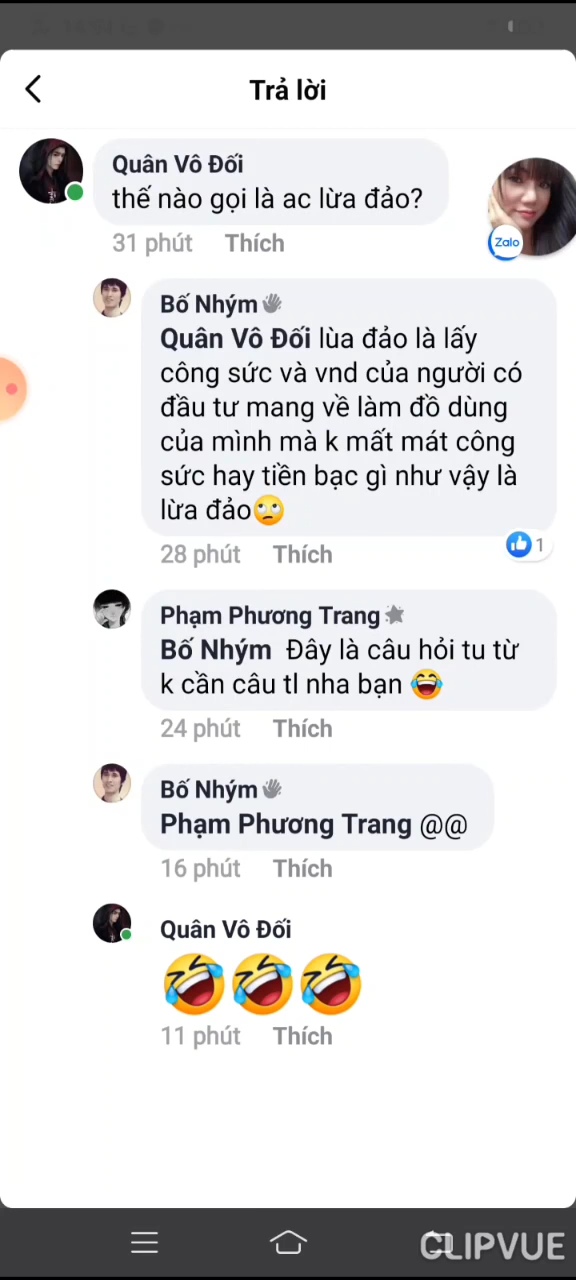 Trả lời
Quân Vô Đối
thế nào gọi là ac lừa đảo?
31 phút Thích
Zalo
Bố Nhým
Quân Vô Đối lùa đảo là lấy
công sức và vnd của người có
đầu tư mang về làm đồ dùng
của mình mà k mất mát công
sức hay tiền bạc gì như vậy là
lừa đảo🙄
28 phút Thích
1
Phạm Phương Trang
Bố Nhým Đây là câu hỏi tu từ
k cần câu tl nha bạn 😂
24 phút Thích
Bố Nhým
Phạm Phương Trang @@
16 phút Thích
Quân Vô Đối
🤣🤣🤣
11 phút Thích
CLIPVUE